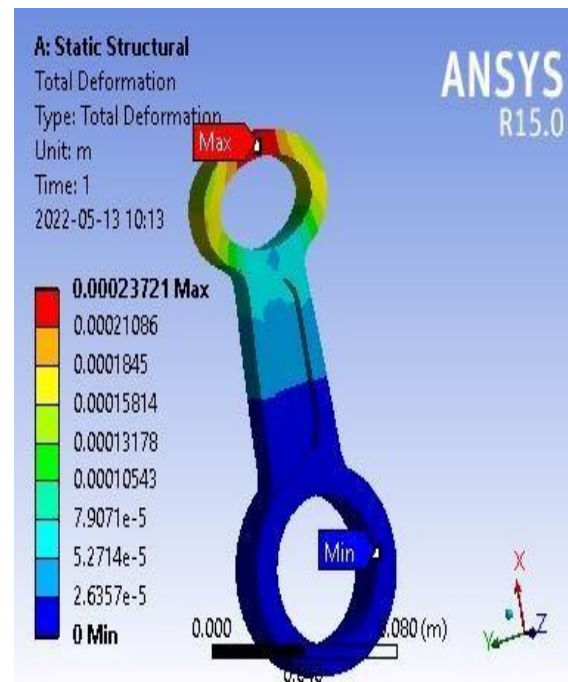 A: Static Structural
Total Deformation
Type: Total Deformation
Unit: m
Time: 1
2022-05-13 10:13
ANSYS
R15.0
Max
0.00023721 Max
0.00021086
0.0001845
0.00015814
0.00013178
0.00010543
7.9071e-5
5.2714e-5
2.6357e-5
0 Min
Min
0.000
.080 (m)
X
Y
Z